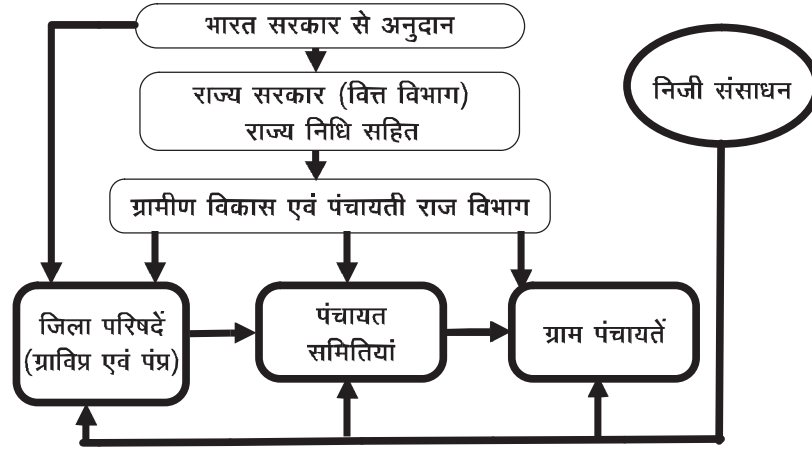 भारत सरकार से अनुदान
राज्य सरकार (वित्त विभाग)
राज्य निधि सहित
निजी संसाधन
ग्रामीण विकास एवं पंचायती राज विभाग
जिला परिषदें
(ग्राविप्र एवं पंप्र)
पंचायत
समितियां
ग्राम पंचायतें